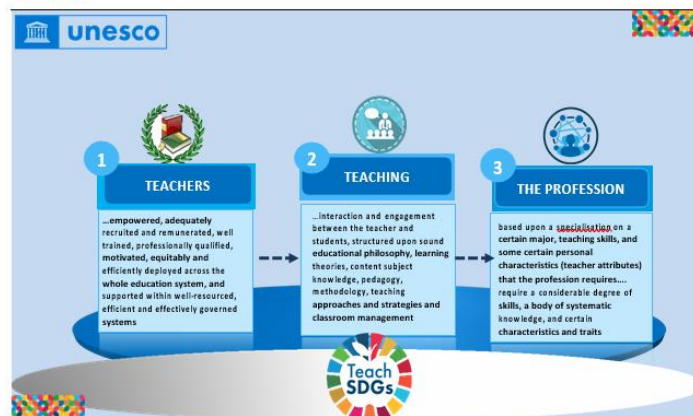 unesco
1
TEACHERS
...empowered, adequately
recruited and remunerated, well
trained, professionally qualified,
motivated, equitably and
efficiently deployed across the
whole education system, and
supported within well-resourced,
efficient and effectively governed
systems
2
TEACHING
...interaction and engagement
between the teacher and
students, structured upon sound
educational philosophy, learning
theories, content subject
knowledge, pedagogy,
methodology, teaching
approaches and strategies and
classroom management
3
THE PROFESSION
based upon a specialisation on a
certain major, teaching skills, and
some certain personal
characteristics (teacher attributes)
that the profession requires....
require a considerable degree of
skills, a body of systematic
knowledge, and certain
characteristics and traits
Teach
SDGs